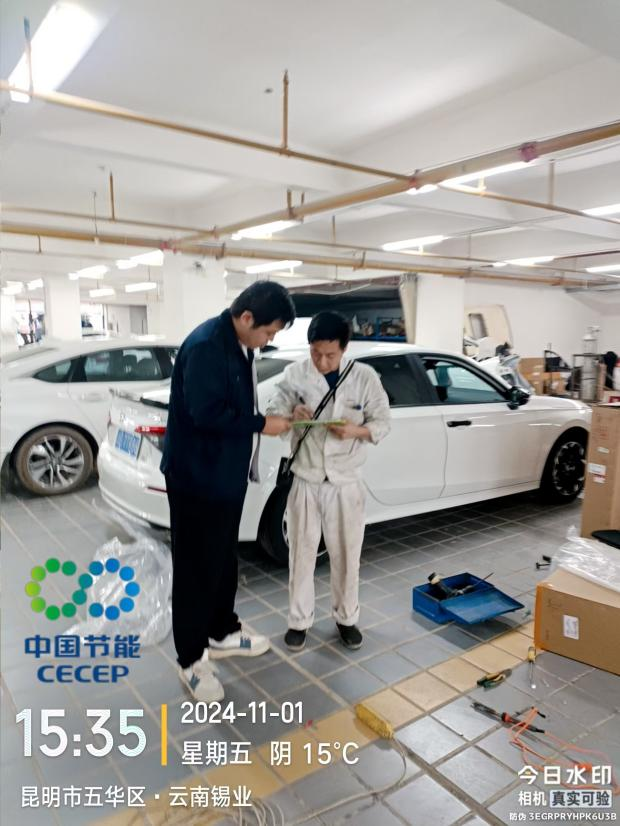 中国节能
CECEP
15:35
2024-11-01
星期五 阴 15°C
昆明市五华区·云南锡业
今日水印
相机 真实可验
防伪 3EGRPRYHPK6U3B